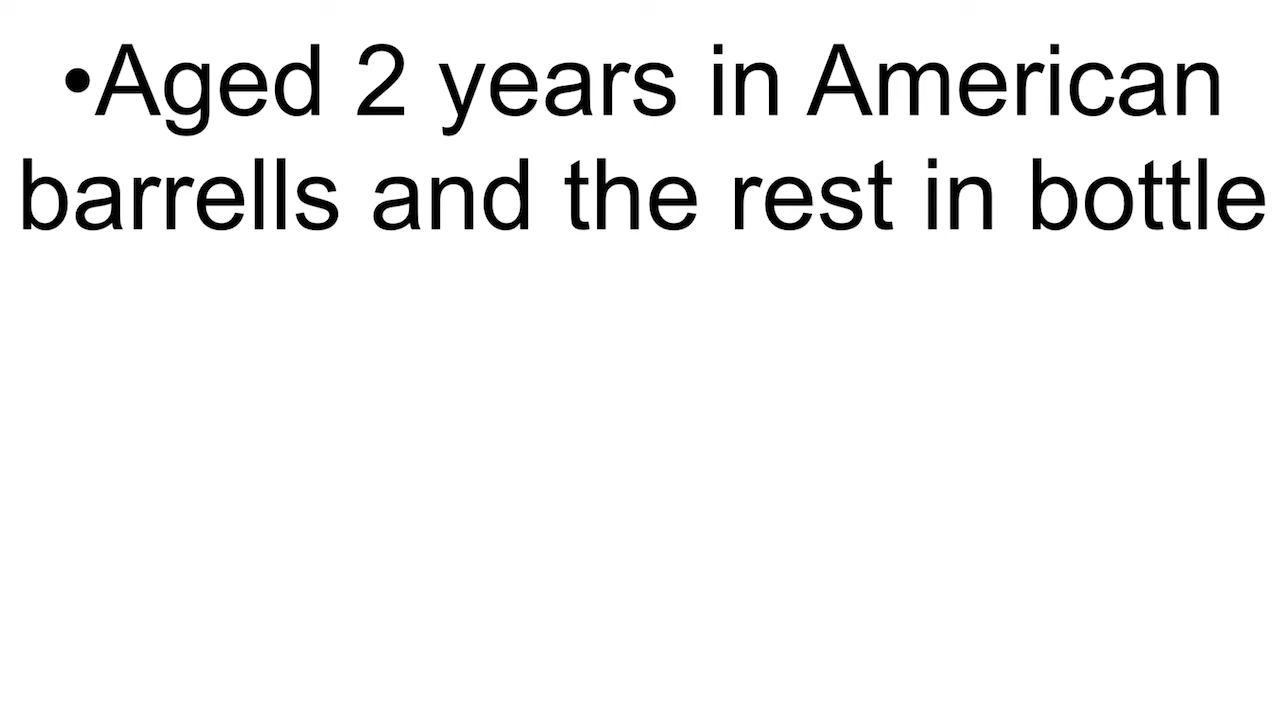 •Aged 2 years in American
barrells and the rest in bottle